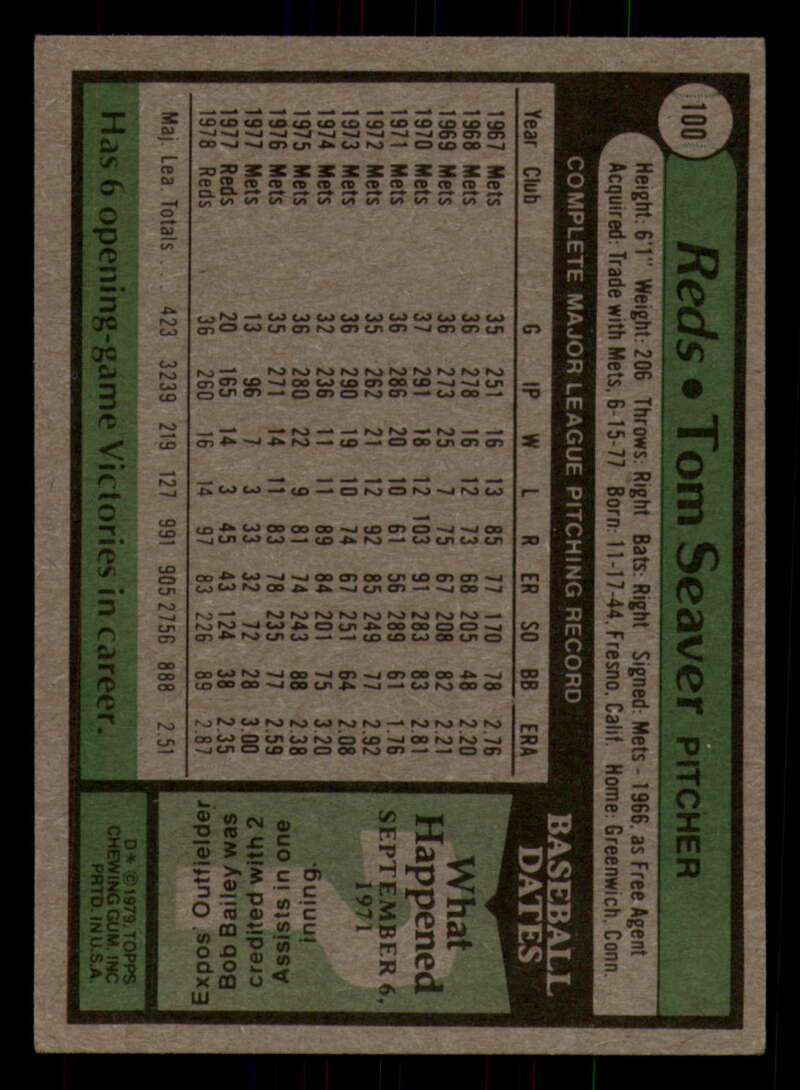 100
Reds • Tom Seaver PITCHER
Height: 6'1" Weight: 206 Throws: Right Bats: Right Signed: Mets - 1966, as Free Agent
Acquired: Trade with Mets, 6-15-77 Born: 11-17-44, Fresno, Calif. Home: Greenwich, Conn.
COMPLETE MAJOR LEAGUE PITCHING RECORD
Year Club G IP W L R ER SO BB ERA
1967 Mets 35 251 16 13 85 77 170 78 2.76
1968 Mets 36 278 16 12 73 68 205 48 2.20
1969 Mets 36 273 25 7 75 67 208 82 2.21
1970 Mets 37 291 18 12 103 91 283 83 2.81
1971 Mets 36 286 20 10 61 56 289 61 1.76
1972 Mets 35 262 21 12 92 85 249 77 2.92
1973 Mets 36 290 19 10 74 67 251 64 2.08
1974 Mets 32 236 11 11 89 84 201 75 3.20
1975 Mets 36 280 22 9 81 74 243 88 2.38
1976 Mets 35 271 14 11 83 78 235 77 2.59
1977 Mets 13 96 7 3 33 32 72 28 3.00
1977 Reds 20 165 14 3 45 43 124 38 2.35
1978 Reds 36 260 16 14 97 83 226 89 2.87
Maj. Lea Totals . . . 423 3239 219 127 991 905 2756 888 2.51
Has 6 opening-game Victories in career.
BASEBALL
DATES
What
Happened
SEPTEMBER 6,
1971
?
Expos' Outfielder
Bob Bailey was
credited with 2
Assists in one
inning.
D* © 1979 TOPPS
CHEWING GUM, INC
PRTD. IN U.S.A.